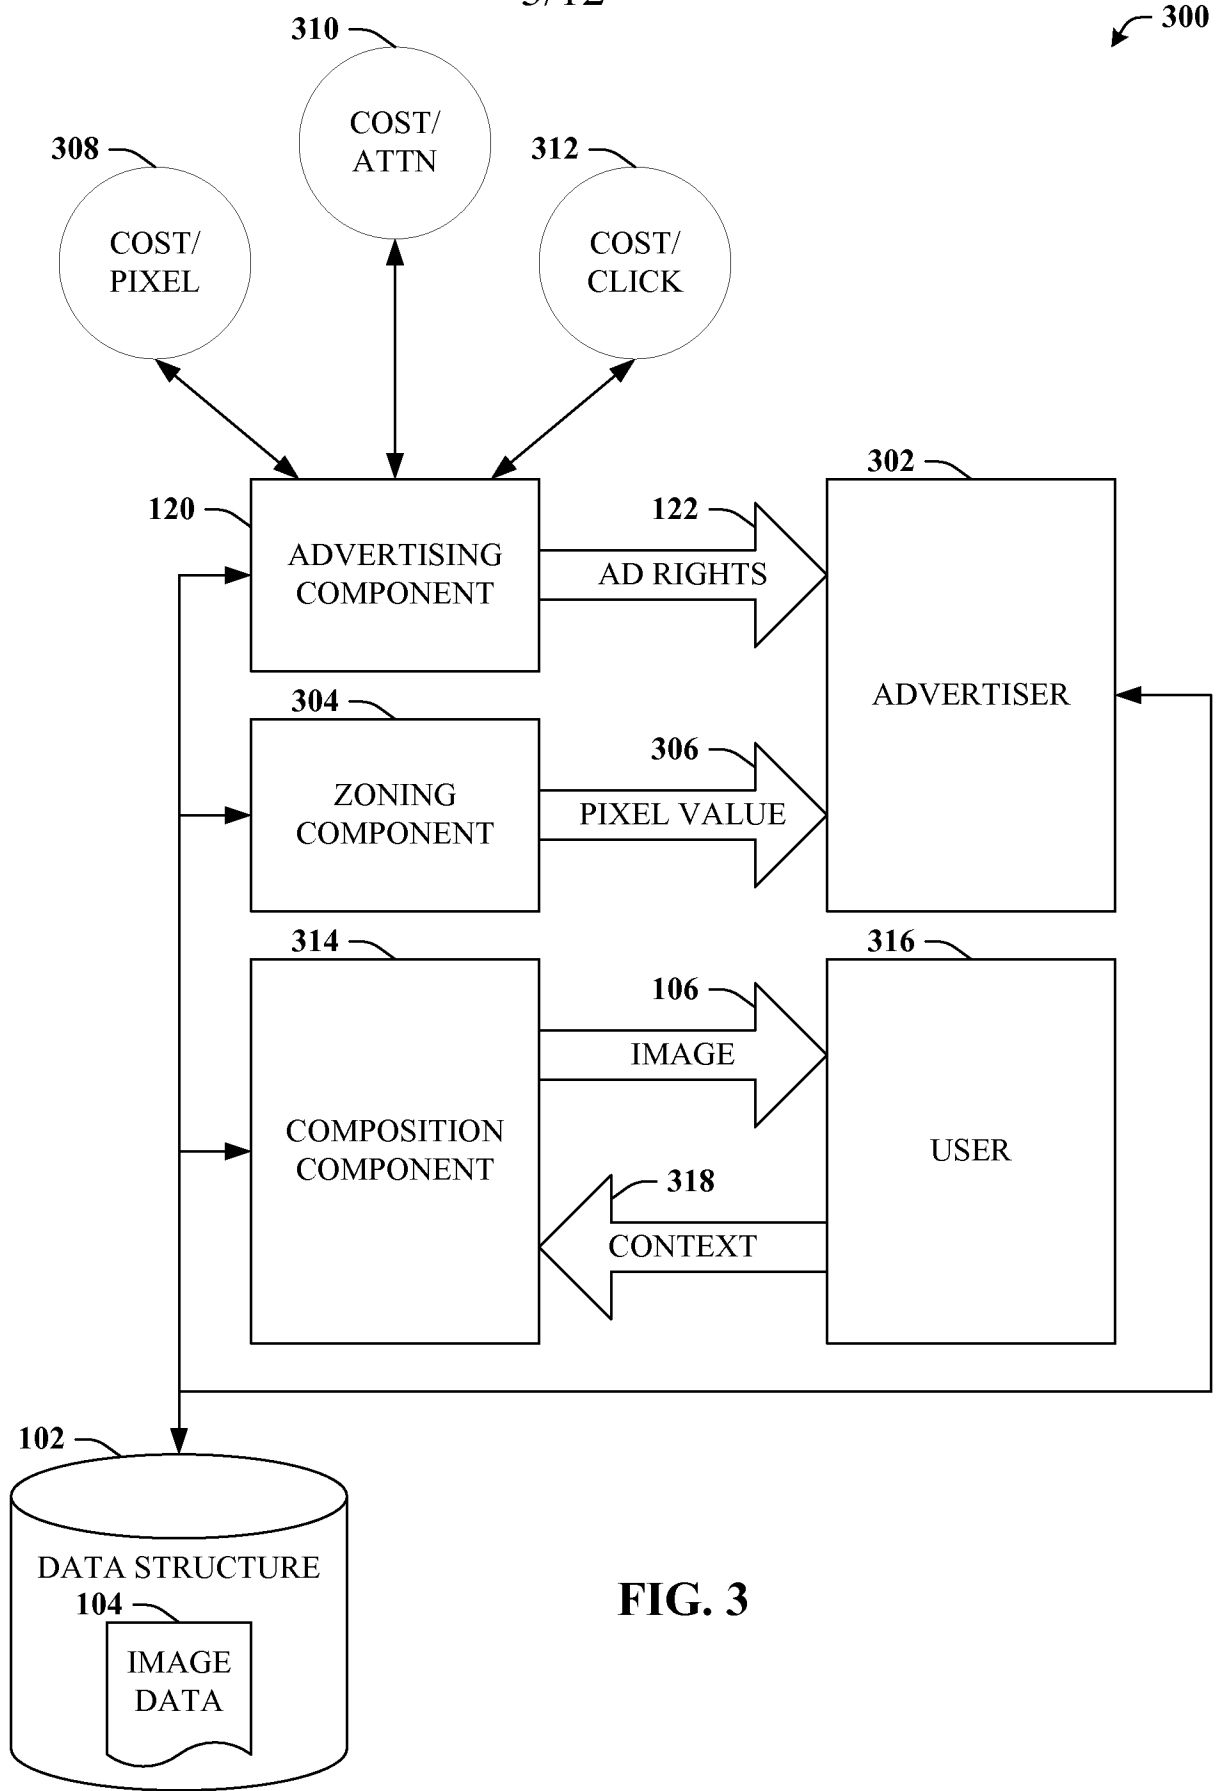 300
310
COST/
ATTN
308
COST/
PIXEL
312
COST/
CLICK
302
120
ADVERTISING
COMPONENT
122
AD RIGHTS
ADVERTISER
304
ZONING
COMPONENT
306
PIXEL VALUE
314
COMPOSITION
COMPONENT
106
IMAGE
316
USER
318
CONTEXT
102
DATA STRUCTURE
104
IMAGE
DATA
FIG. 3